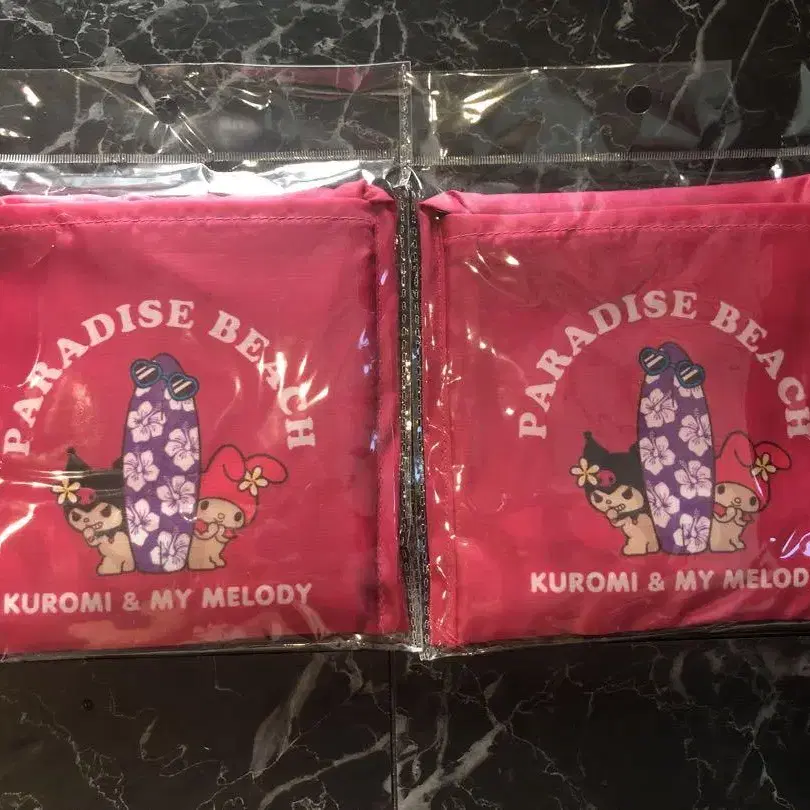 PARADISE BEACH
KUROMI & MY MELODY
PARADISE BEACH
KUROMI & MY MELOD